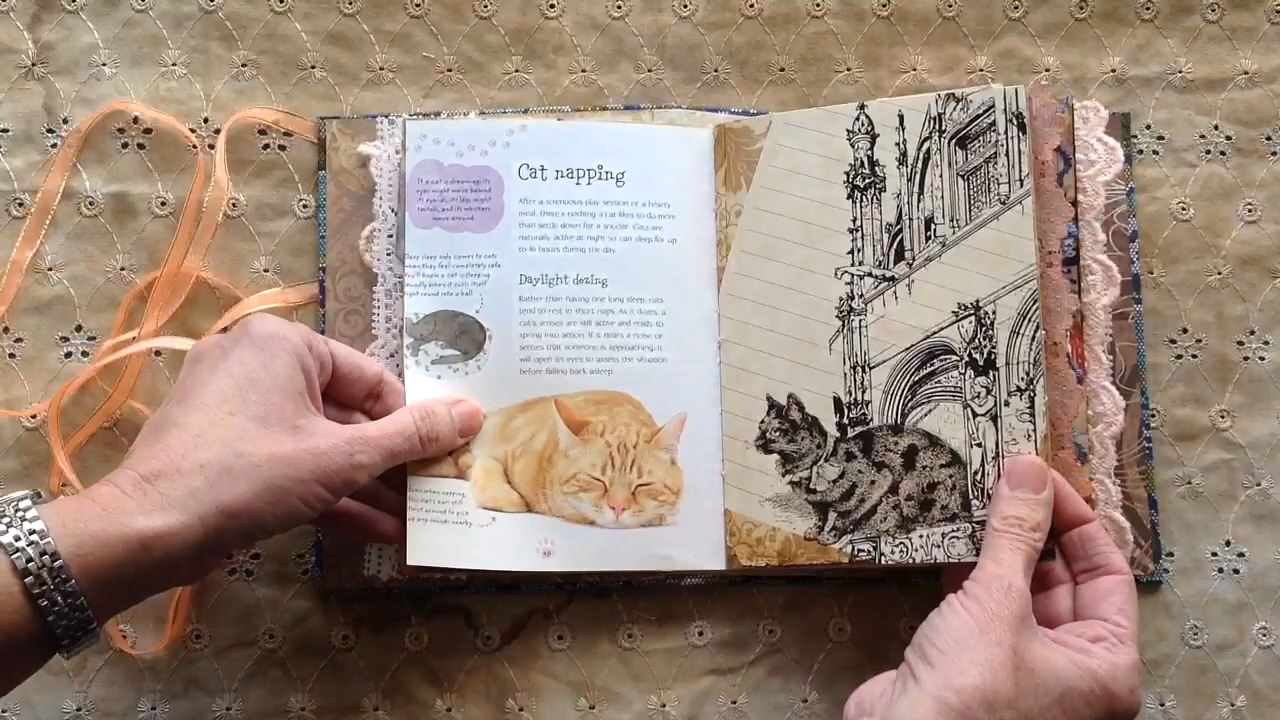 If a cat is dreaming, its
eyes might move behind
its eyelids, its legs might
twitch, and its whiskers
move around.
Cat napping
After a strenuous play session or a hearty
meal, there's nothing a cat likes to do more
than settle down for a snooze. Cats are
naturally active at night so can sleep for up
to 16 hours during the day.
Deep sleep only comes to cats
when they feel completely safe.
You'll know a cat is sleeping
soundly when it curls itself
right round into a ball.
Daylight dozing
Rather than having one long sleep, cats
tend to rest in short naps. As it dozes, a
cat's senses are still active and ready to
spring into action. If it hears a noise or
senses that someone is approaching, it
will open its eyes to assess the situation
before falling back asleep.
Even when napping,
this cat's ears still
twist around to pick
up any sounds nearby.